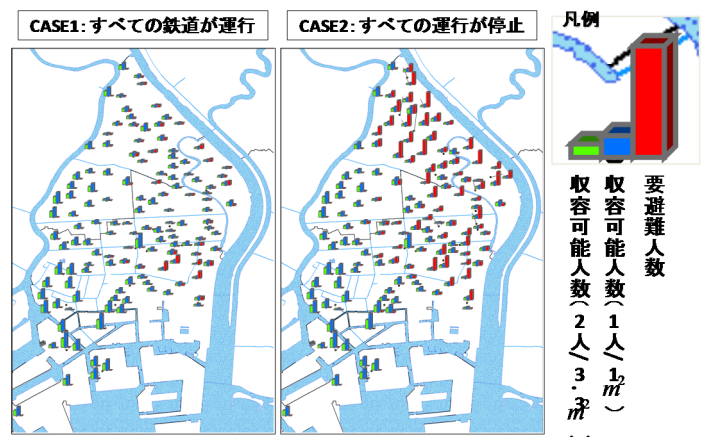 CASE1:すべての鉄道が運行
CASE2:すべての運行が停止
凡例
要避難人数
収容可能人数(1人/1㎡)
収容可能人数(2人/3.3㎡